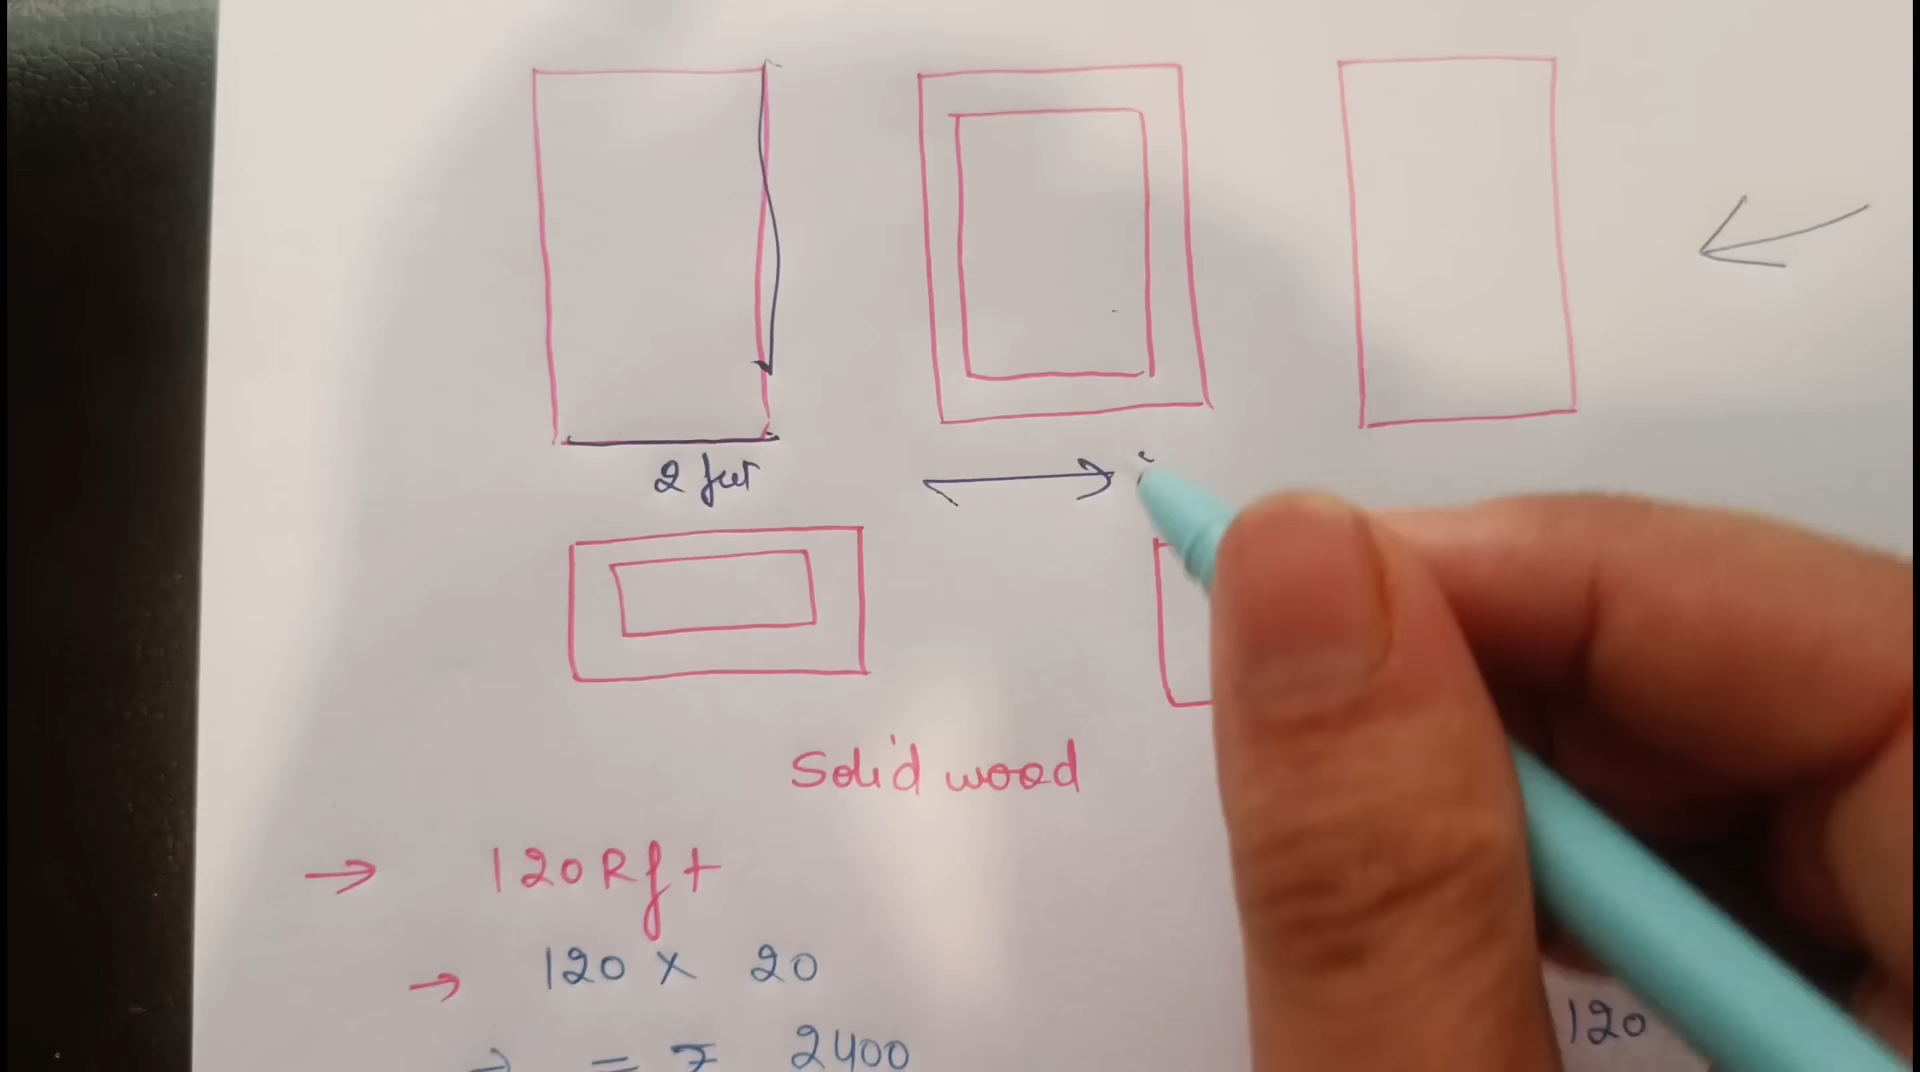 2 feet
Solid wood
→ 120 Rft
→ 120 × 20
→ = ₹ 2400
120